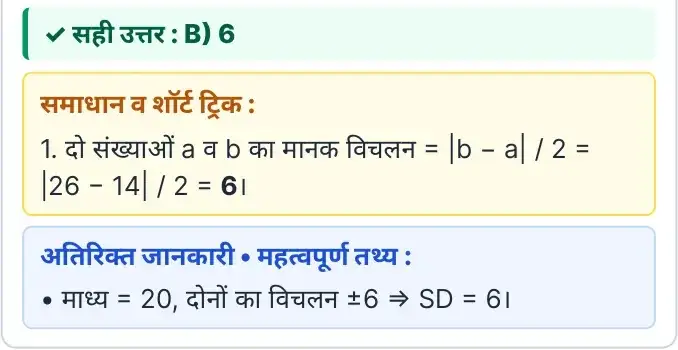 ✓ सही उत्तर : B) 6
समाधान व शॉर्ट ट्रिक :
1. दो संख्याओं a व b का मानक विचलन = |b − a| / 2 =
|26 − 14| / 2 = 6।
अतिरिक्त जानकारी • महत्वपूर्ण तथ्य :
• माध्य = 20, दोनों का विचलन ±6 ⇒ SD = 6।